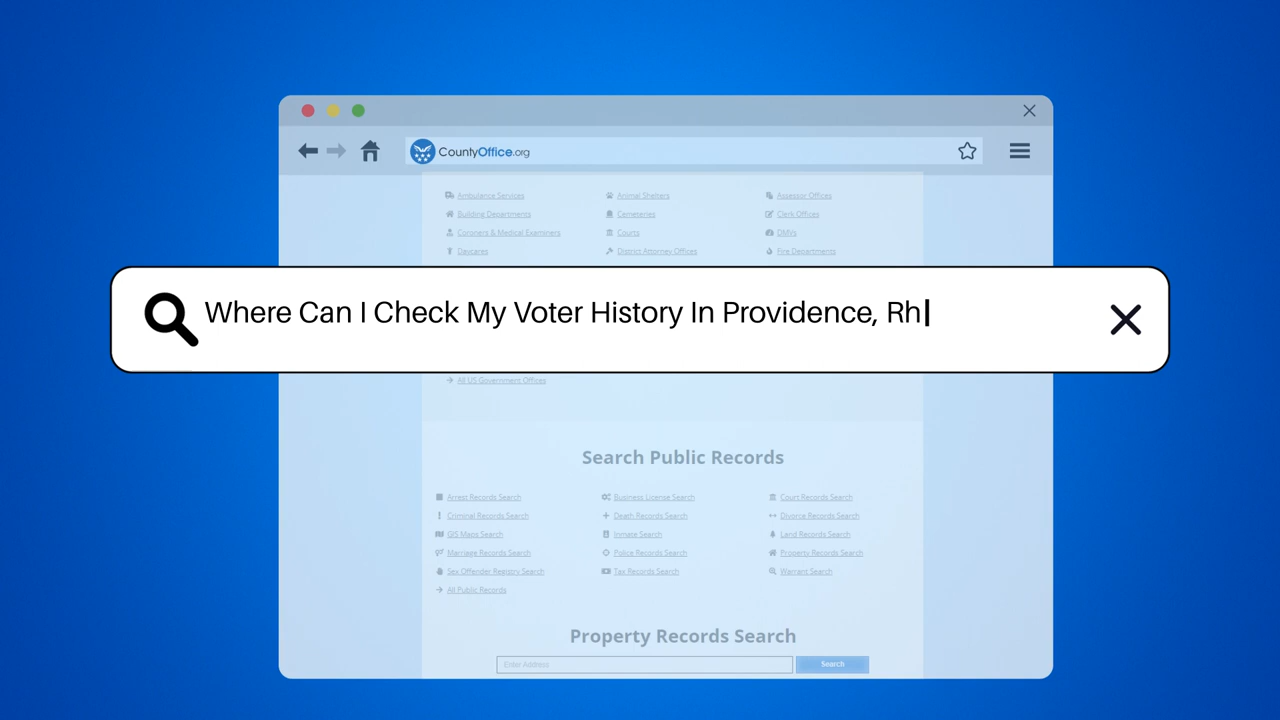 CountyOffice.org
Ambulance Services
Animal Shelters
Assessor Offices
Building Departments
Cemeteries
Clerk Offices
Coroners & Medical Examiners
Courts
DMVs
Daycares
District Attorney Offices
Fire Departments
Where Can I Check My Voter History In Providence, Rh
All US Government Offices
Search Public Records
Arrest Records Search
Business License Search
Court Records Search
Criminal Records Search
Death Records Search
Divorce Records Search
GIS Maps Search
Inmate Search
Land Records Search
Marriage Records Search
Police Records Search
Property Records Search
Sex Offender Registry Search
Tax Records Search
Warrant Search
All Public Records
Property Records Search
Enter Address
Search